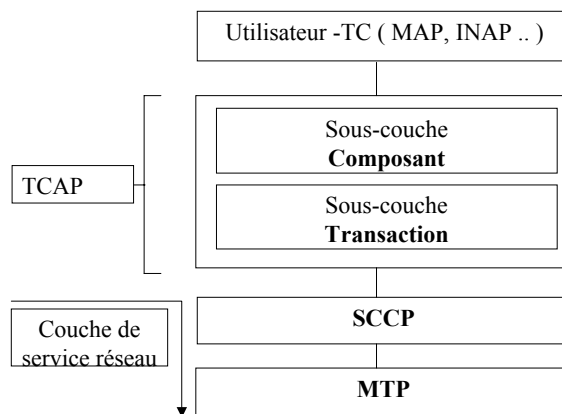 Utilisateur -TC ( MAP, INAP .. )
Sous-couche
Composant
TCAP
Sous-couche
Transaction
SCCP
Couche de
service réseau
MTP